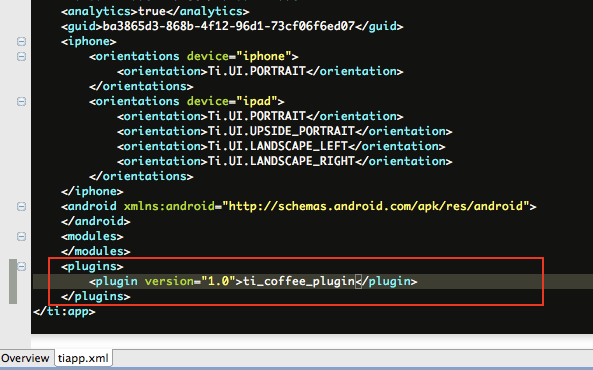 <analytics>true</analytics>
<guid>ba3865d3-868b-4f12-96d1-73cf06f6ed07</guid>
<iphone>
<orientations device="iphone">
<orientation>Ti.UI.PORTRAIT</orientation>
</orientations>
<orientations device="ipad">
<orientation>Ti.UI.PORTRAIT</orientation>
<orientation>Ti.UI.UPSIDE_PORTRAIT</orientation>
<orientation>Ti.UI.LANDSCAPE_LEFT</orientation>
<orientation>Ti.UI.LANDSCAPE_RIGHT</orientation>
</orientations>
</iphone>
<android xmlns:android="http://schemas.android.com/apk/res/android">
</android>
<modules>
</modules>
<plugins>
<plugin version="1.0">ti_coffee_plugin</plugin>
</plugins>
</ti:app>
Overview tiapp.xml